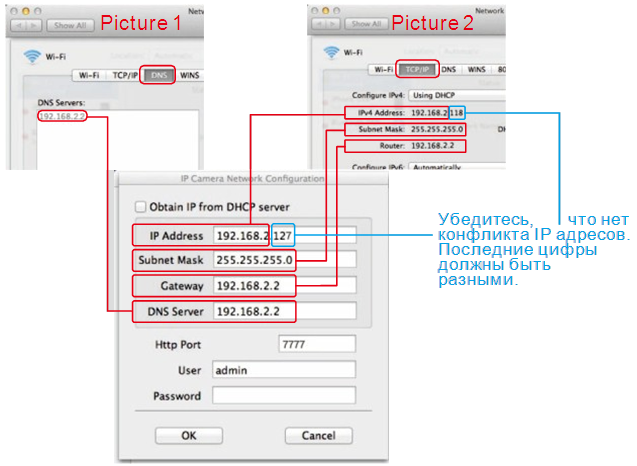 Netw
Show All
Picture 1
Wi-Fi
Wi-Fi TCP/IP DNS WINS
DNS Servers:
192.168.2.2
Network
Show All
Picture 2
Wi-Fi
Wi-Fi TCP/IP DNS WINS 80
Configure IPv4: Using DHCP
IPv4 Address: 192.168.2.118
Subnet Mask: 255.255.255.0
Router: 192.168.2.2
Configure IPv6: Automatically
IP Camera Network Configuration
Obtain IP from DHCP server
IP Address 192.168.2.127
Subnet Mask 255.255.255.0
Gateway 192.168.2.2
DNS Server 192.168.2.2
Http Port 7777
User admin
Password
OK Cancel
Убедитесь, что нет
конфликта IP адресов.
Последние цифры
должны быть
разными.